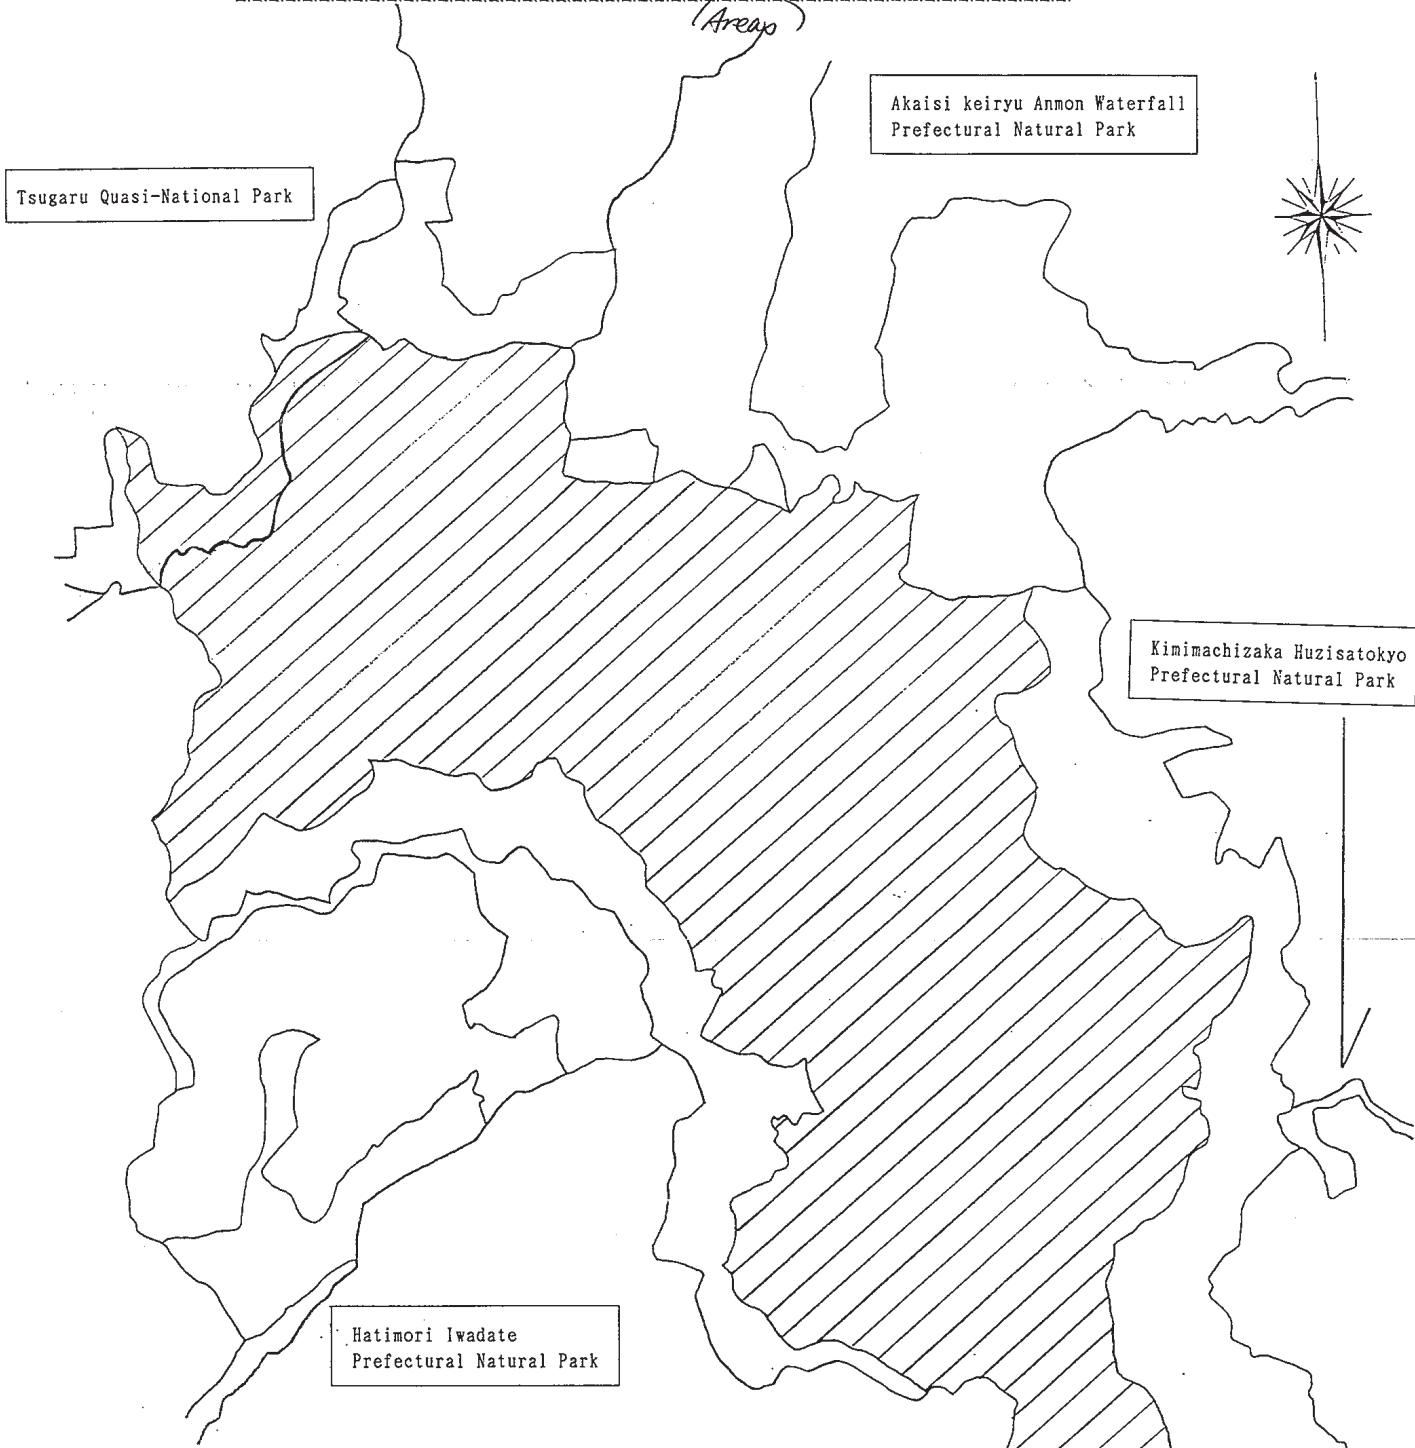 (Areas)
Akaisi keiryu Anmon Waterfall
Prefectural Natural Park
Tsugaru Quasi-National Park
Kimimachizaka Huzisatokyo
Prefectural Natural Park
Hatimori Iwadate
Prefectural Natural Park